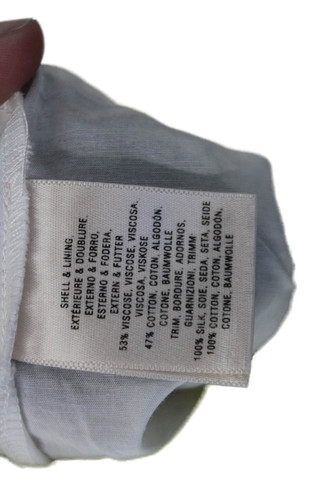 SHELL & LINING,
EXTÉRIEURE & DOUBLURE,
EXTERNO & FORRO,
ESTERNO & FODERA,
EXTERN & FUTTER
53% VISCOSE, VISCOSE, VISCOSA,
VISCOSA, VISKOSE
47% COTTON, COTON, ALGODÓN,
COTONE, BAUMWOLLE
TRIM, BORDURE, ADORNOS,
GUARNIZIONI, TRIMM:
100% SILK, SOIE, SEDA, SETA, SEIDE
100% COTTON, COTON, ALGODÓN,
COTONE, BAUMWOLLE